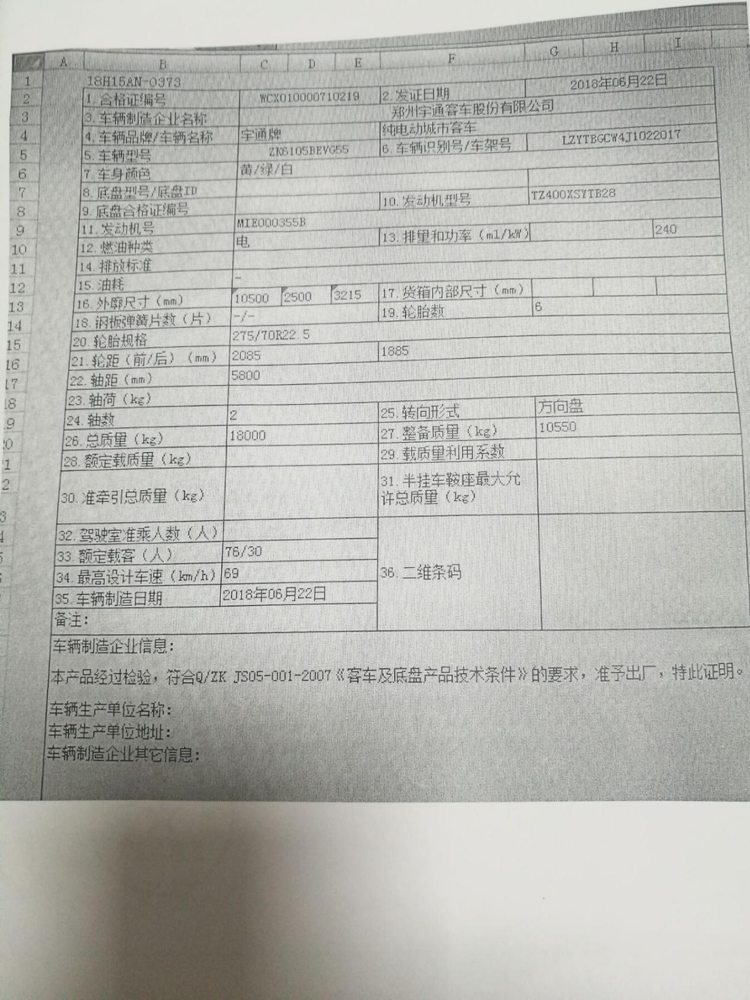 A B C D E F G H I
1 18H15AN-0373
2 1.合格证编号 WCX010000710219 2.发证日期 2018年06月22日
3 3.车辆制造企业名称 郑州宇通客车股份有限公司
4 4.车辆品牌/车辆名称 宇通牌 纯电动城市客车
5 5.车辆型号 ZK6105BEVG55 6.车辆识别号/车架号 LZYTBGCW4J1022017
6 7.车身颜色 黄/绿/白
7 8.底盘型号/底盘ID
8 9.底盘合格证编号 10.发动机型号 TZ400XSYTB28
9 11.发动机号 MIE000355B
10 12.燃油种类 电 13.排量和功率（ml/kW） 240
11 14.排放标准
12 15.油耗 -
13 16.外廓尺寸（mm） 10500 2500 3215 17.货箱内部尺寸（mm）
14 18.钢板弹簧片数（片） -/- 19.轮胎数 6
15 20.轮胎规格 275/70R22.5
16 21.轮距（前/后）（mm） 2085 1885
17 22.轴距（mm） 5800
18 23.轴荷（kg）
9 24.轴数 2 25.转向形式 方向盘
0 26.总质量（kg） 18000 27.整备质量（kg） 10550
1 28.额定载质量（kg） 29.载质量利用系数
2 30.准牵引总质量（kg） 31.半挂车鞍座最大允
许总质量（kg）
3 32.驾驶室准乘人数（人）
4 33.额定载客（人） 76/30
5 34.最高设计车速（km/h） 69 36.二维条码
35.车辆制造日期 2018年06月22日
备注：
车辆制造企业信息：
本产品经过检验，符合Q/ZK JS05-001-2007《客车及底盘产品技术条件》的要求，准予出厂，特此证明。
车辆生产单位名称：
车辆生产单位地址：
车辆制造企业其它信息：